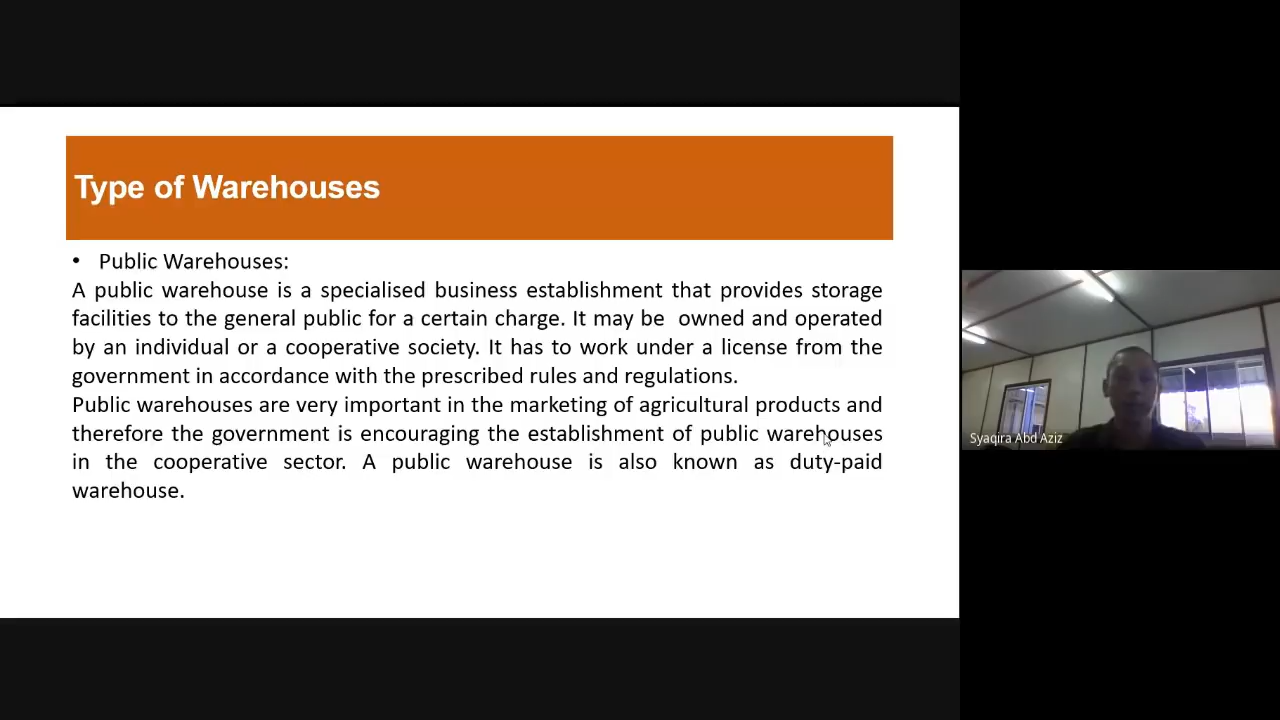 Type of Warehouses
• Public Warehouses:
A public warehouse is a specialised business establishment that provides storage
facilities to the general public for a certain charge. It may be  owned and operated
by an individual or a cooperative society. It has to work under a license from the
government in accordance with the prescribed rules and regulations.
Public warehouses are very important in the marketing of agricultural products and
therefore the government is encouraging the establishment of public warehouses
in the cooperative sector. A public warehouse is also known as duty-paid
warehouse.
Syaqira Abd Aziz